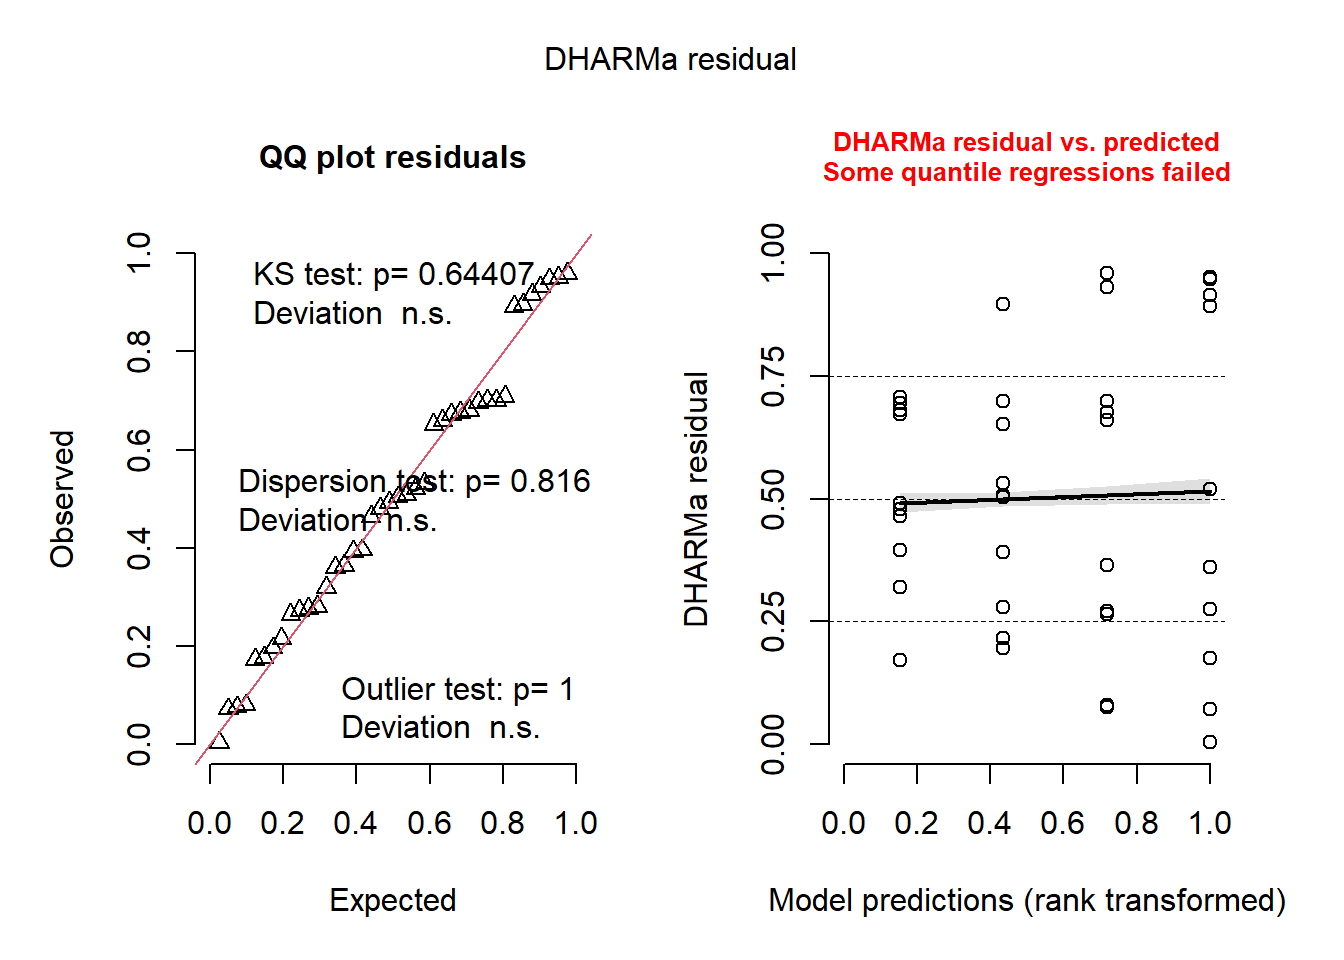 DHARMa residual
QQ plot residuals
KS test: p= 0.64407
Deviation  n.s.
Dispersion test: p= 0.816
Deviation  n.s.
Outlier test: p= 1
Deviation  n.s.
Observed
0.0 0.2 0.4 0.6 0.8 1.0
0.0 0.2 0.4 0.6 0.8 1.0
Expected
DHARMa residual vs. predicted
Some quantile regressions failed
DHARMa residual
0.00 0.25 0.50 0.75 1.00
0.0 0.2 0.4 0.6 0.8 1.0
Model predictions (rank transformed)